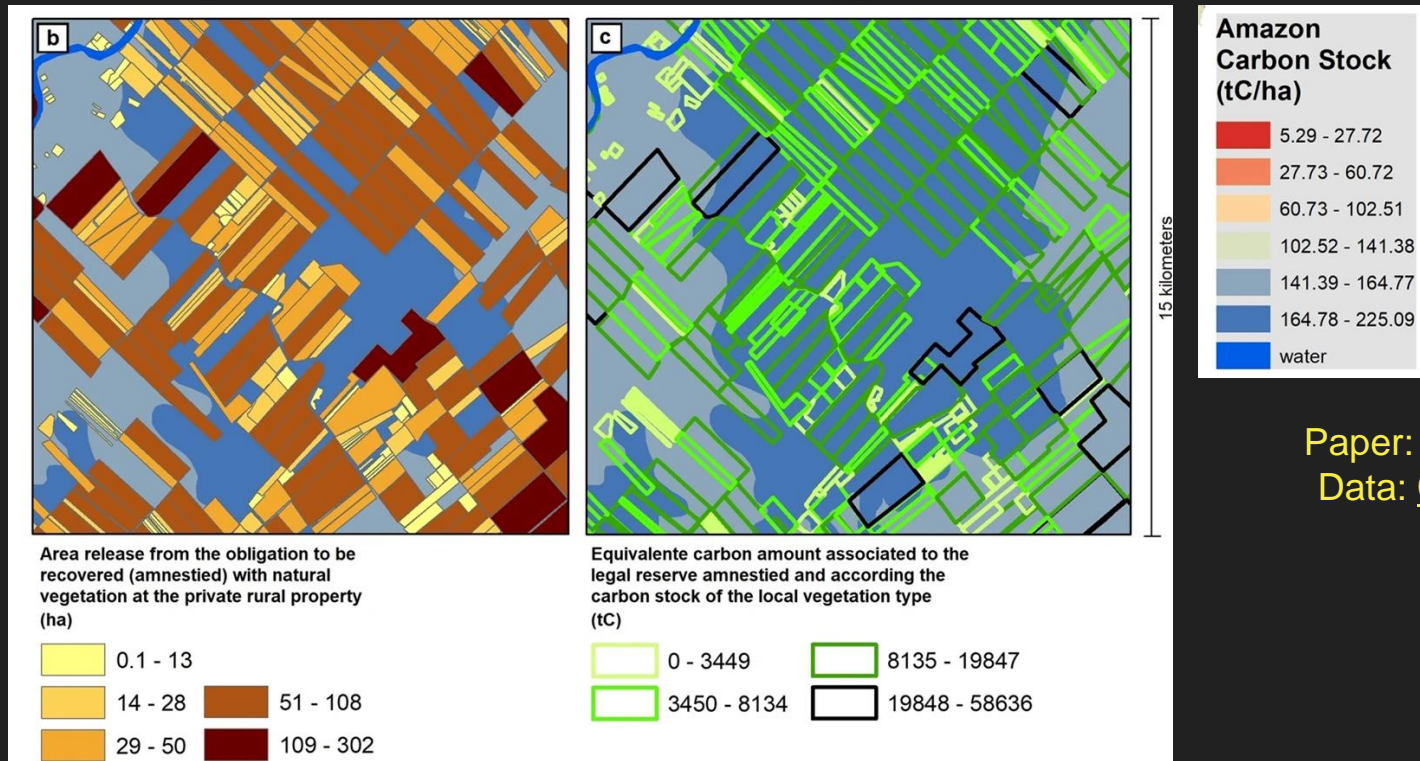 b
c
15 kilometers
Area release from the obligation to be
recovered (amnestied) with natural
vegetation at the private rural property
(ha)
0.1 - 13
14 - 28
29 - 50
51 - 108
109 - 302
Equivalente carbon amount associated to the
legal reserve amnestied and according the
carbon stock of the local vegetation type
(tC)
0 - 3449
3450 - 8134
8135 - 19847
19848 - 58636
Amazon
Carbon Stock
(tC/ha)
5.29 - 27.72
27.73 - 60.72
60.73 - 102.51
102.52 - 141.38
141.39 - 164.77
164.78 - 225.09
water
Paper:
Data: